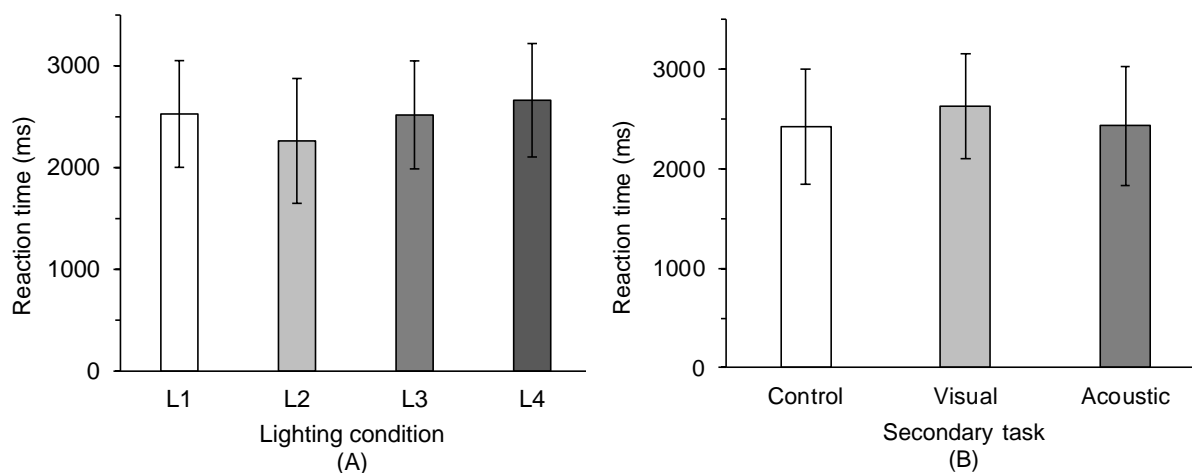 Reaction time (ms)
3000
2000
1000
0
L1 L2 L3 L4
Lighting condition
(A)
Reaction time (ms)
3000
2000
1000
0
Control Visual Acoustic
Secondary task
(B)